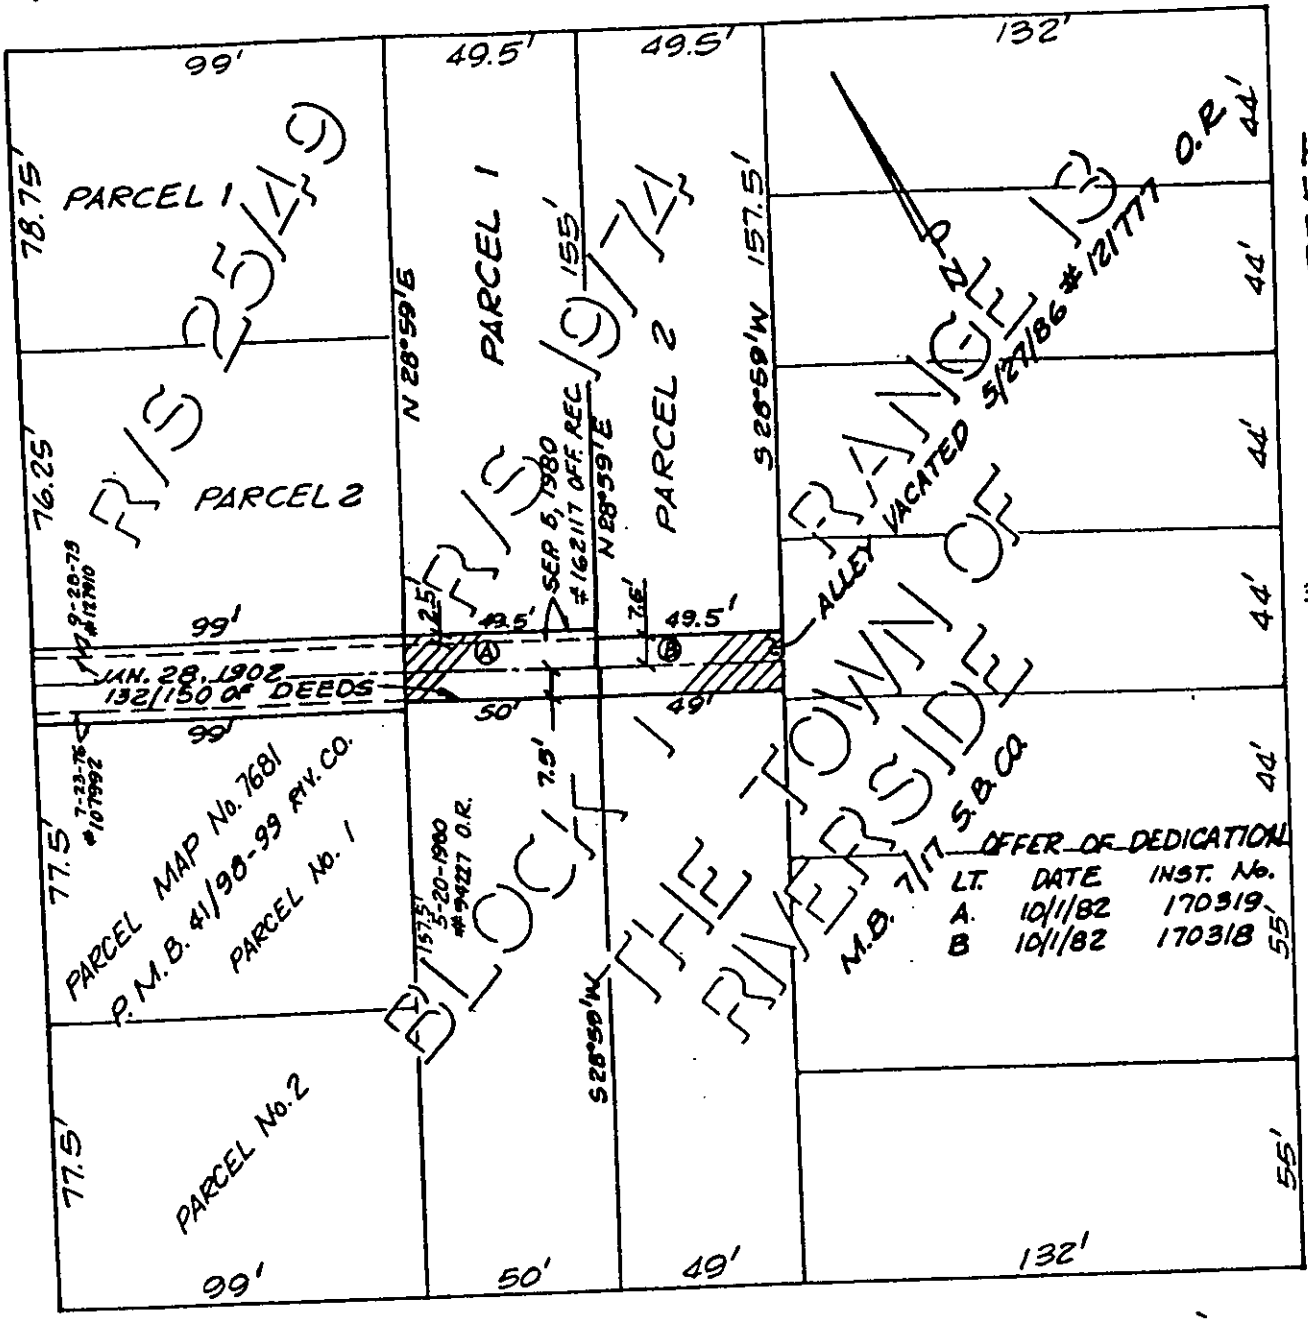 99'
49.5'
49.5'
132'
78.75'
PARCEL 1
R/S 25/49
76.25'
PARCEL 2
9-28-73
99'
N 28°59'E
PARCEL 1
155'
R/S 19/74
SEP 5, 1980
#162117 OFF. REC.
N 28°59'E
PARCEL 2
S 28°59'W 157.5'
2.5'
49.5'
7.5'
49.5'
A
B
44'
44'
44'
44'
44'
N
RANGE 13
ALLEY VACATED 5/27/86 #121777 O.R
JAN. 28, 1902
132/150 OF DEEDS
99'
50'
49'
7.5'
7-23-76
#107992
77.5'
PARCEL MAP No. 7681
P. M. B. 41/98-99 RIV. CO.
PARCEL No. 1
157.5'
5-20-1980
#94227 O.R.
BLOCK 1
THE TOWN OF
RIVERSIDE
M.B. 7/17 S.B. CO.
OFFER OF DEDICATION
LT. DATE INST. No.
A. 10/1/82 170319
B 10/1/82 170318
55'
S 28°59'W
77.5'
PARCEL No. 2
55'
99'
50'
49'
132'